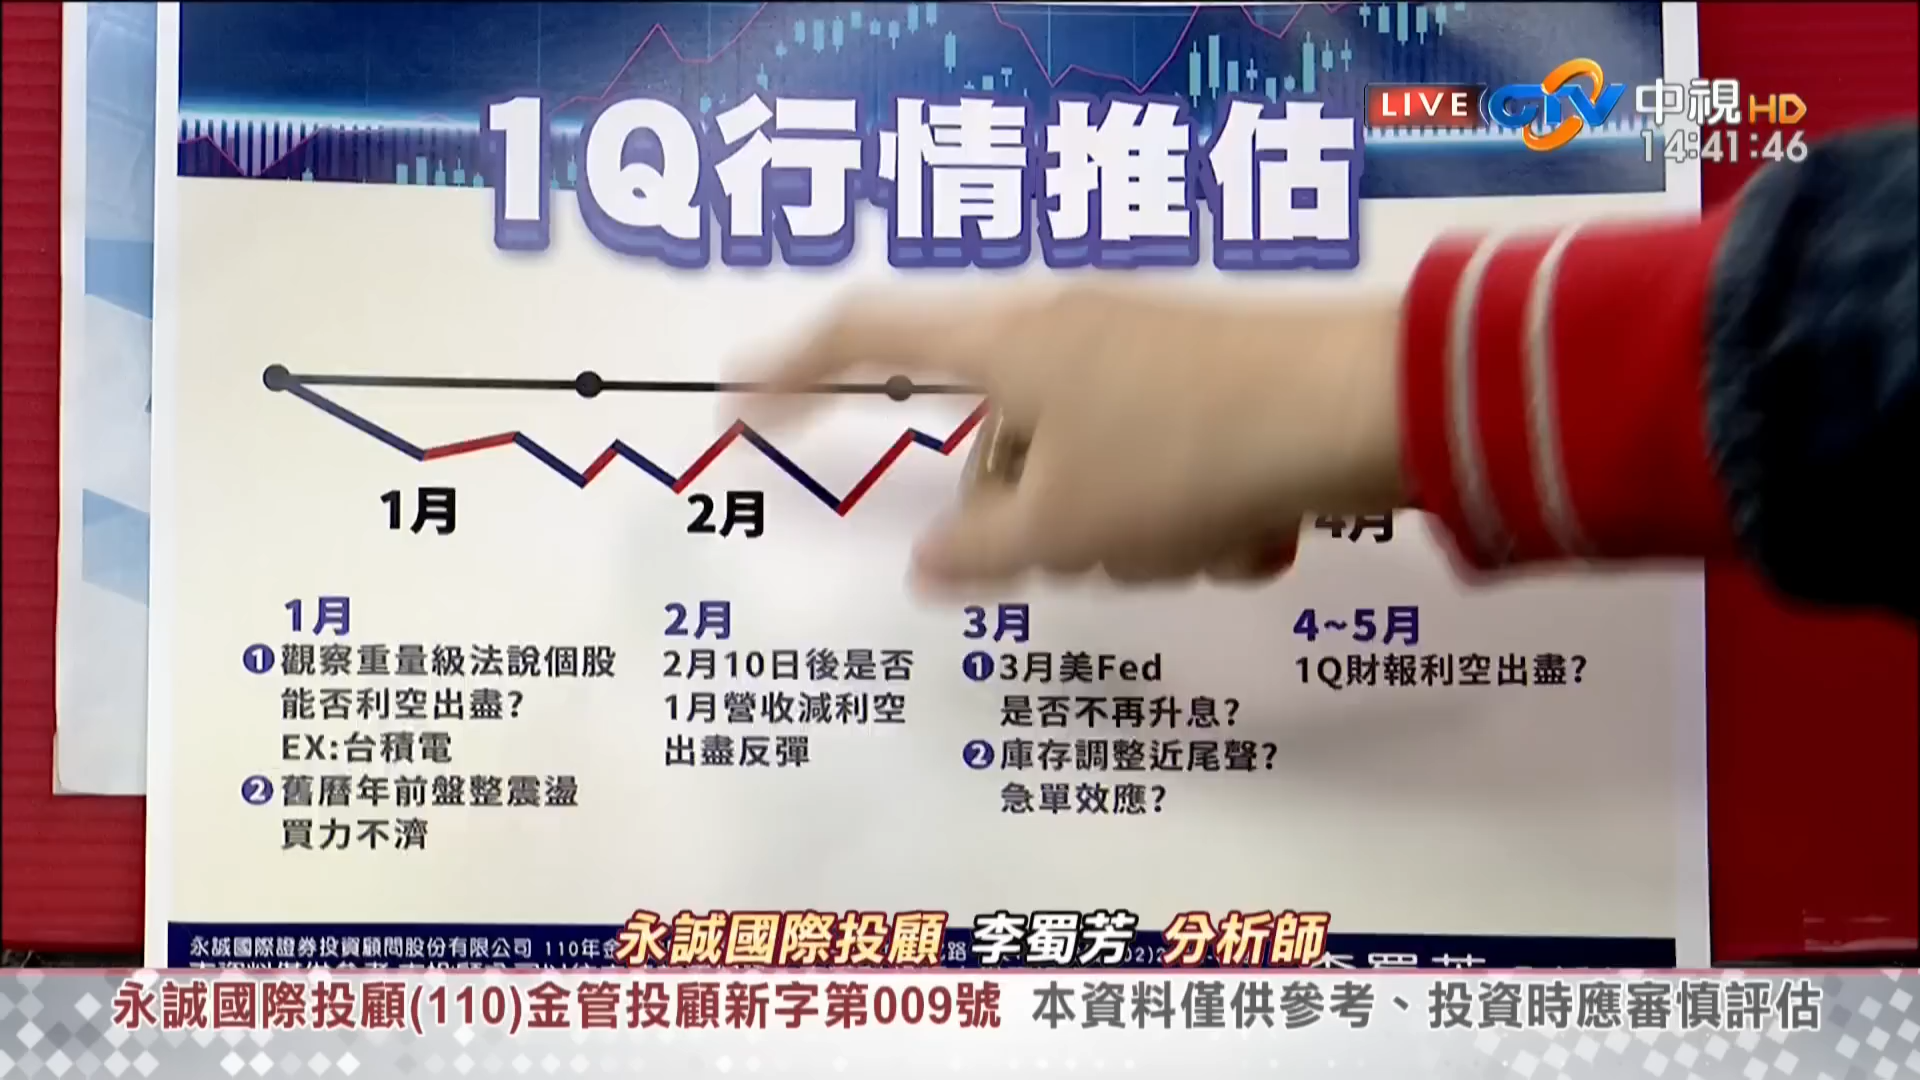 1Q行情推估
LIVE CTV 中視HD
14:41:46
1月
2月
4月
1月
❶觀察重量級法說個股
能否利空出盡?
EX:台積電
❷舊曆年前盤整震盪
買力不濟
2月
2月10日後是否
1月營收減利空
出盡反彈
3月
❶3月美Fed
是否不再升息?
❷庫存調整近尾聲?
急單效應?
4~5月
1Q財報利空出盡?
永誠國際證券投資顧問股份有限公司 110年金
永誠國際投顧 李蜀芳 分析師
永誠國際投顧(110)金管投顧新字第009號 本資料僅供參考、投資時應審慎評估